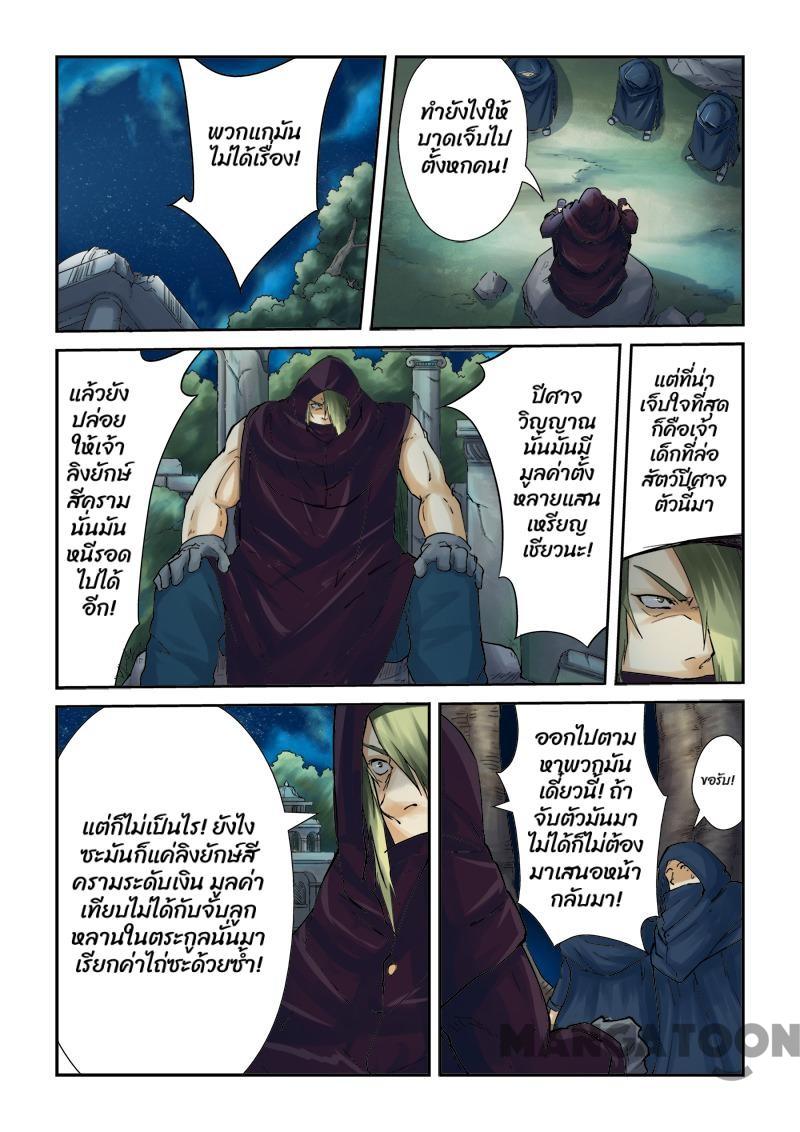 พวกแกมัน
ไม่ได้เรื่อง!
ทำยังไงให้
บาดเจ็บไป
ตั้งหกคน!
แล้วยัง
ปล่อย
ให้เจ้า
ลิงยักษ์
สีคราม
นั่นมัน
หนีรอด
ไปได้
อีก!
ปีศาจ
วิญญาณ
นั่นมันมี
มูลค่าตั้ง
หลายแสน
เหรียญ
เชียวนะ!
แต่ที่น่า
เจ็บใจที่สุด
ก็คือเจ้า
เด็กที่ล่อ
สัตว์ปีศาจ
ตัวนี้มา
แต่ก็ไม่เป็นไร! ยังไง
ซะมันก็แค่ลิงยักษ์สี
ครามระดับเงิน มูลค่า
เทียบไม่ได้กับจับลูก
หลานในตระกูลนั่นมา
เรียกค่าไถ่ซะด้วยซ้ำ!
ออกไปตาม
หาพวกมัน
เดี๋ยวนี้! ถ้า
จับตัวมันมา
ไม่ได้ก็ไม่ต้อง
มาเสนอหน้า
กลับมา!
ขอรับ!
MANGATOON